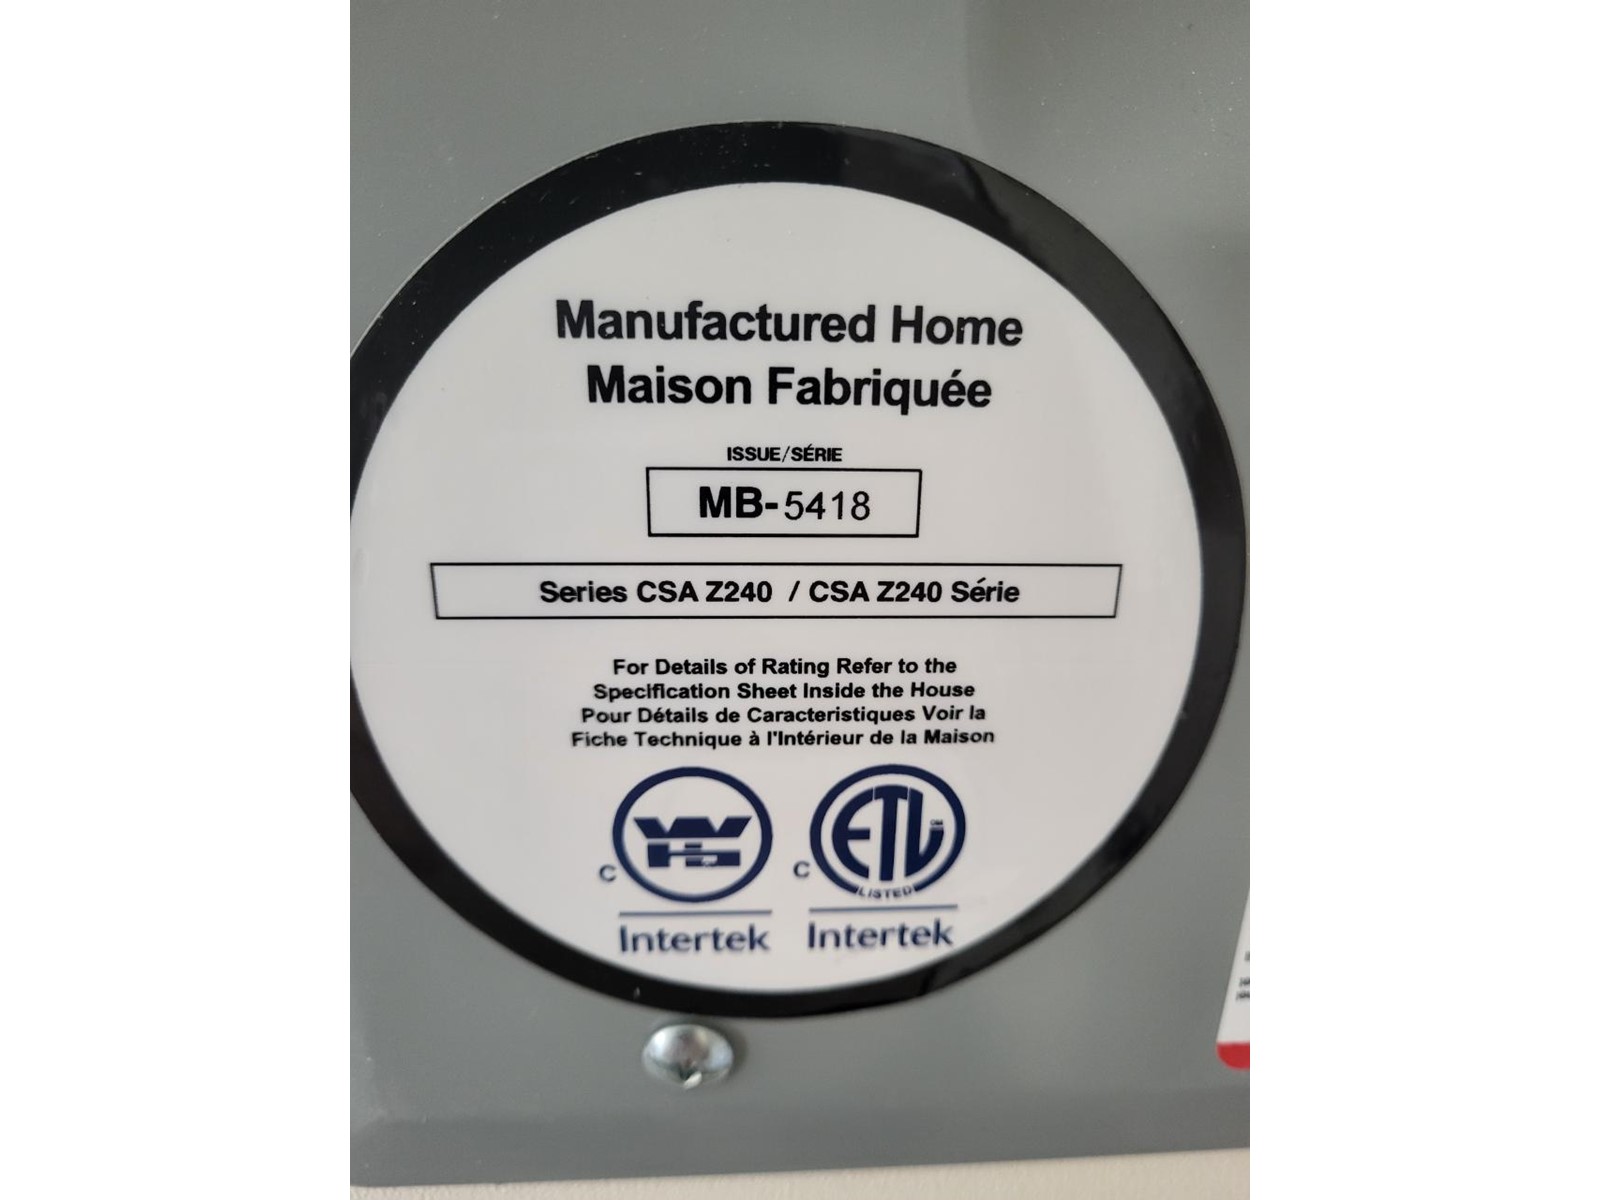 Manufactured Home
Maison Fabriquée
ISSUE/SÉRIE
MB-5418
Series CSA Z240 / CSA Z240 Série
For Details of Rating Refer to the
Specification Sheet Inside the House
Pour Détails de Caracteristiques Voir la
Fiche Technique à l'Intérieur de la Maison
C WH C ETL CM LISTED
Intertek Intertek